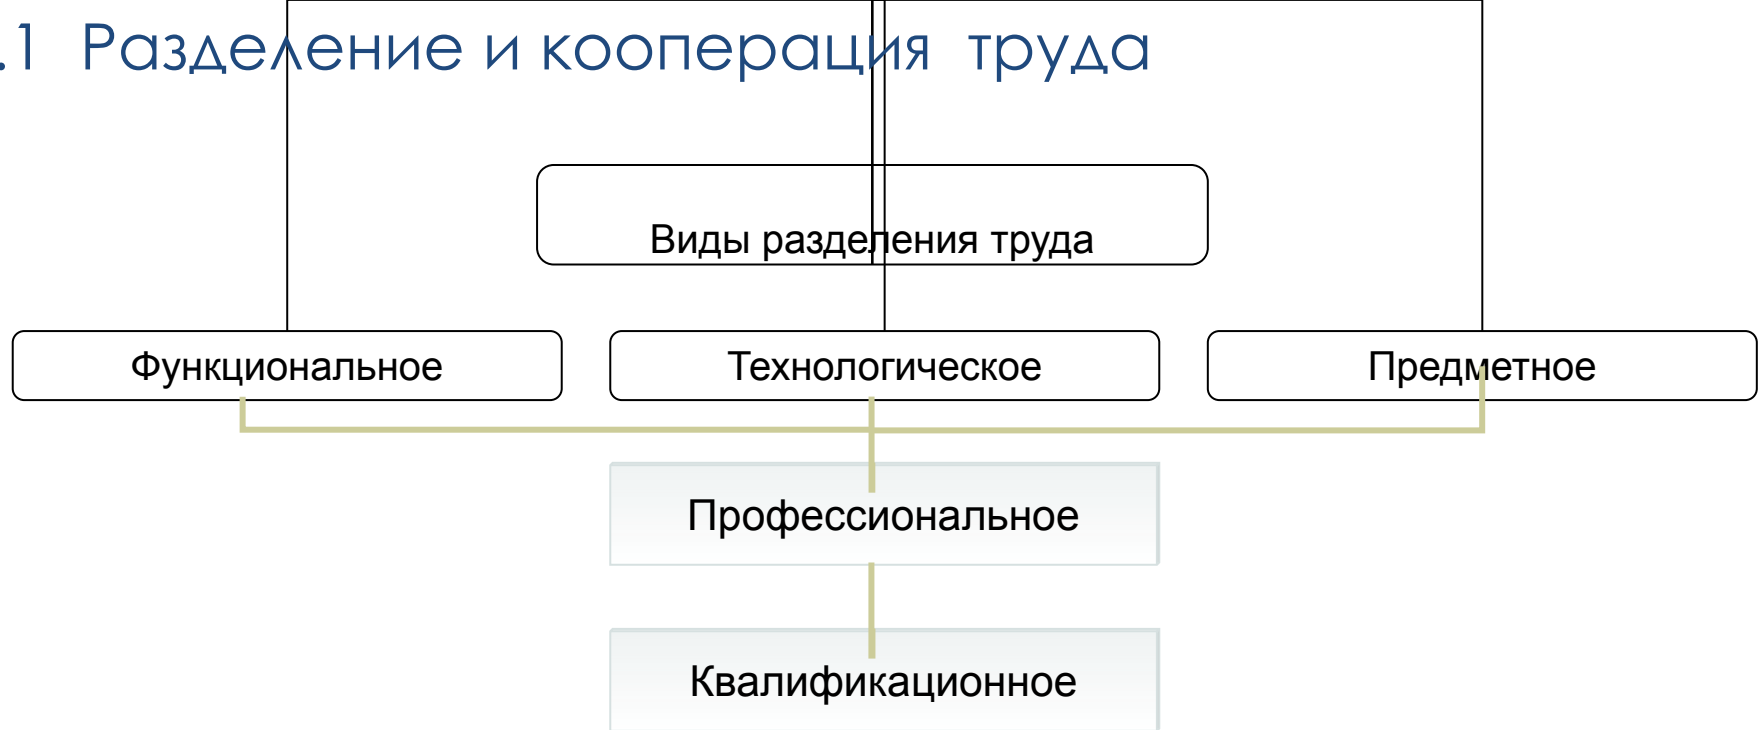 .1 Разделение и кооперация труда
Виды разделения труда
Функциональное
Технологическое
Предметное
Профессиональное
Квалификационное